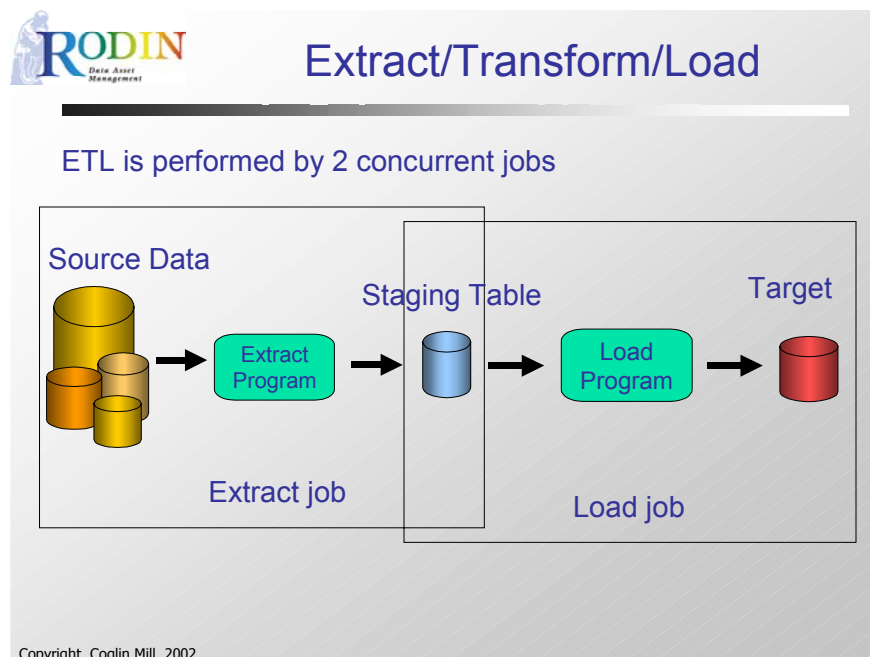 RODIN
Data Asset
Management
Extract/Transform/Load
ETL is performed by 2 concurrent jobs
Source Data
Staging Table
Target
Extract
Program
Load
Program
Extract job
Load job
Copyright Coglin Mill 2002